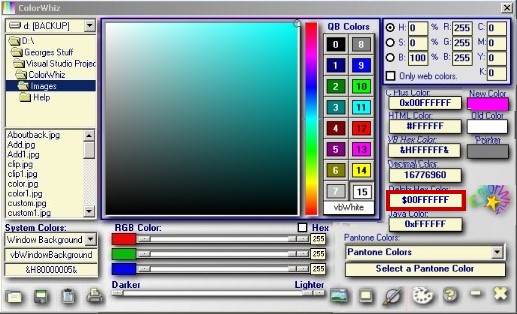 ColorWhiz
d: [BACKUP]
D:\
Georges Stuff
Visual Studio Projec
ColorWhiz
Images
Help
Aboutback.jpg
Add.jpg
Add1.jpg
clip.jpg
clip1.jpg
color.jpg
color1.jpg
custom.jpg
custom1.jpg
QB Colors
0 8
1 9
2 10
3 11
4 12
5 13
6 14
7 15
vbWhite
H: 0 % R: 255 C: 0
S: 0 % G: 255 M: 0
B: 100 % B: 255 Y: 0
Only web colors. K: 0
C Plus Color:
0x00FFFFFF
New Color
HTML Color:
#FFFFFF
Old Color
VB Hex Color:
&HFFFFFF&
Pointer
Decimal Color:
16776960
Delphi Hex Color:
$00FFFFFF
Java Color:
0xFFFFFF
System Colors:
Window Background
vbWindowBackground
&H80000005&
RGB Color:
Hex
255
255
255
Darker Lighter
Pantone Colors:
Pantone Colors
Select a Pantone Color